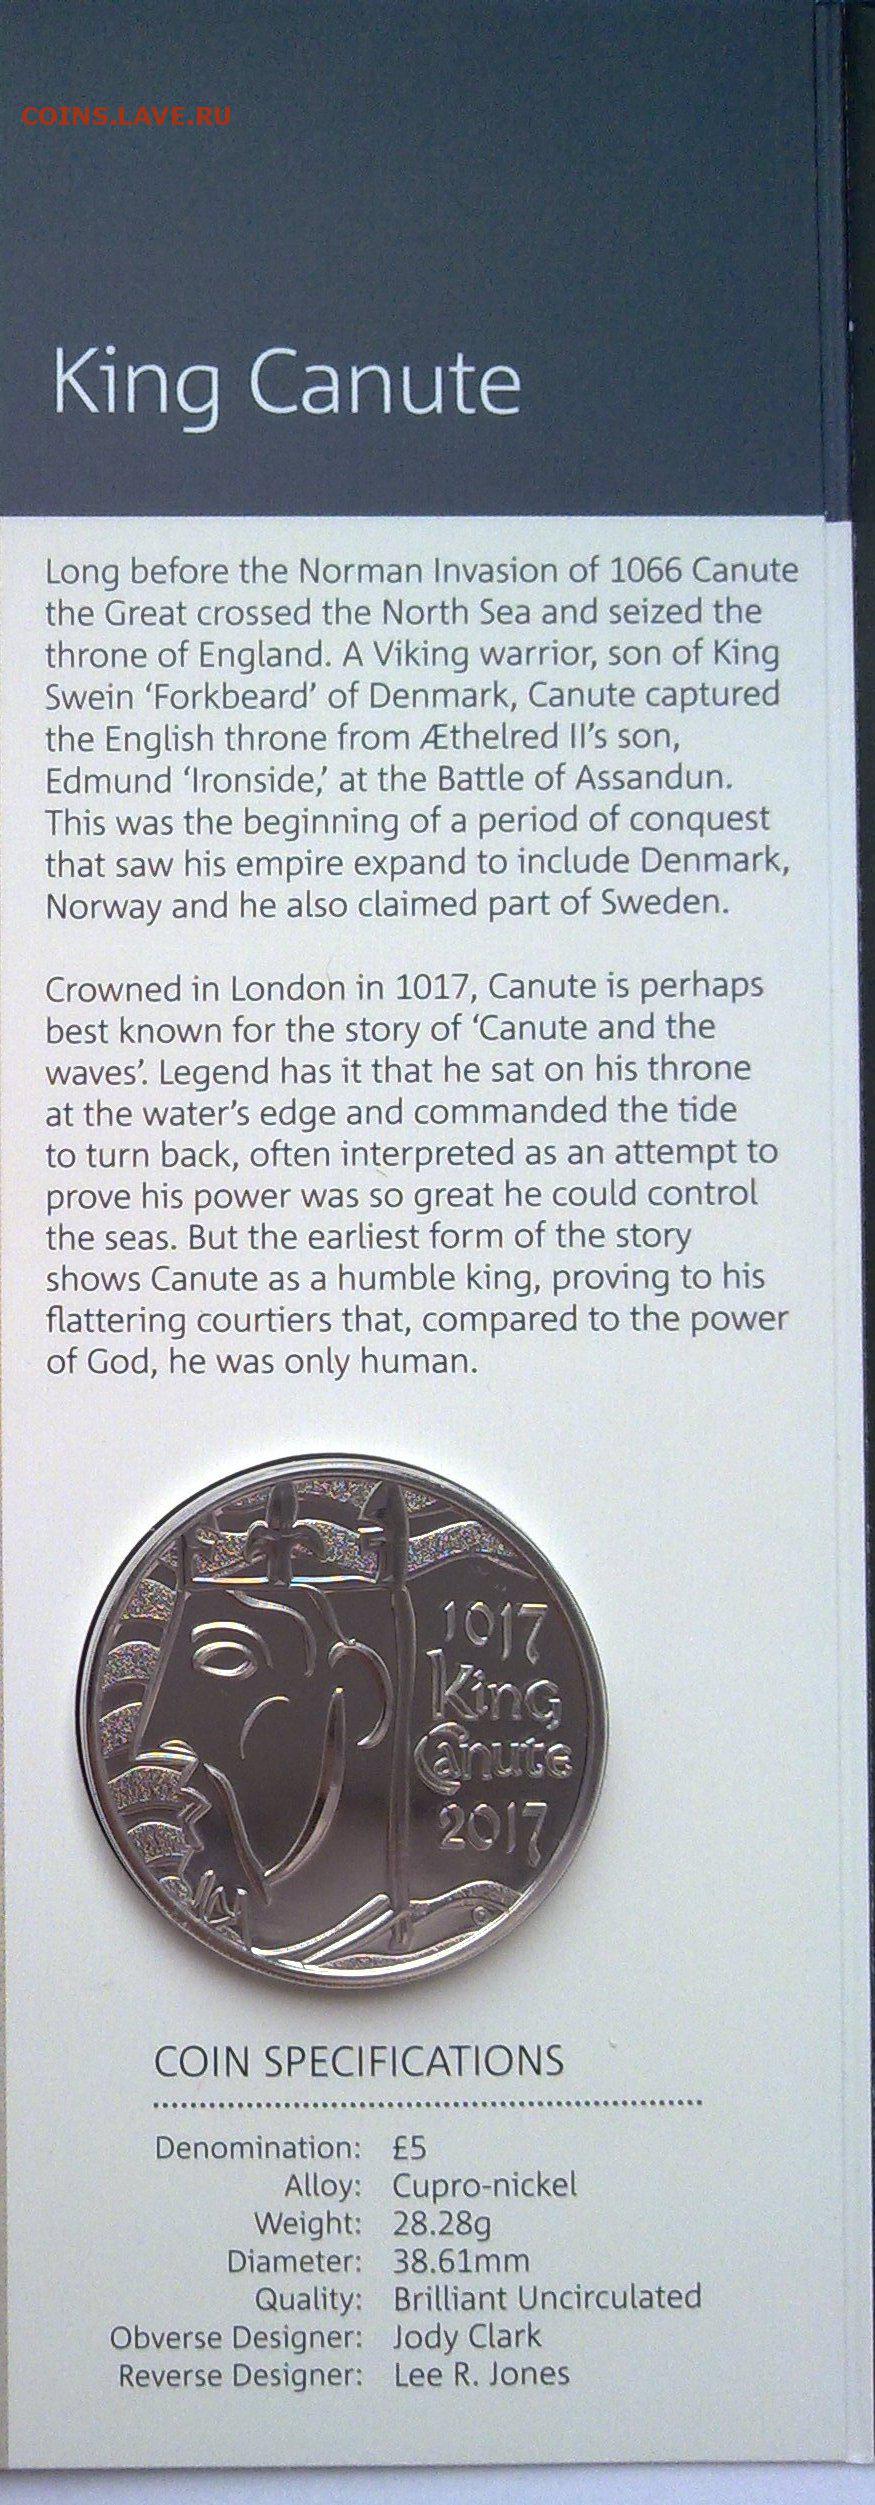 COINS.LAVE.RU
King Canute
Long before the Norman Invasion of 1066 Canute
the Great crossed the North Sea and seized the
throne of England. A Viking warrior, son of King
Swein ‘Forkbeard’ of Denmark, Canute captured
the English throne from Æthelred II’s son,
Edmund ‘Ironside,’ at the Battle of Assandun.
This was the beginning of a period of conquest
that saw his empire expand to include Denmark,
Norway and he also claimed part of Sweden.
Crowned in London in 1017, Canute is perhaps
best known for the story of ‘Canute and the
waves’. Legend has it that he sat on his throne
at the water’s edge and commanded the tide
to turn back, often interpreted as an attempt to
prove his power was so great he could control
the seas. But the earliest form of the story
shows Canute as a humble king, proving to his
flattering courtiers that, compared to the power
of God, he was only human.
1017
King
Canute
2017
COIN SPECIFICATIONS
Denomination: £5
Alloy: Cupro-nickel
Weight: 28.28g
Diameter: 38.61mm
Quality: Brilliant Uncirculated
Obverse Designer: Jody Clark
Reverse Designer: Lee R. Jones